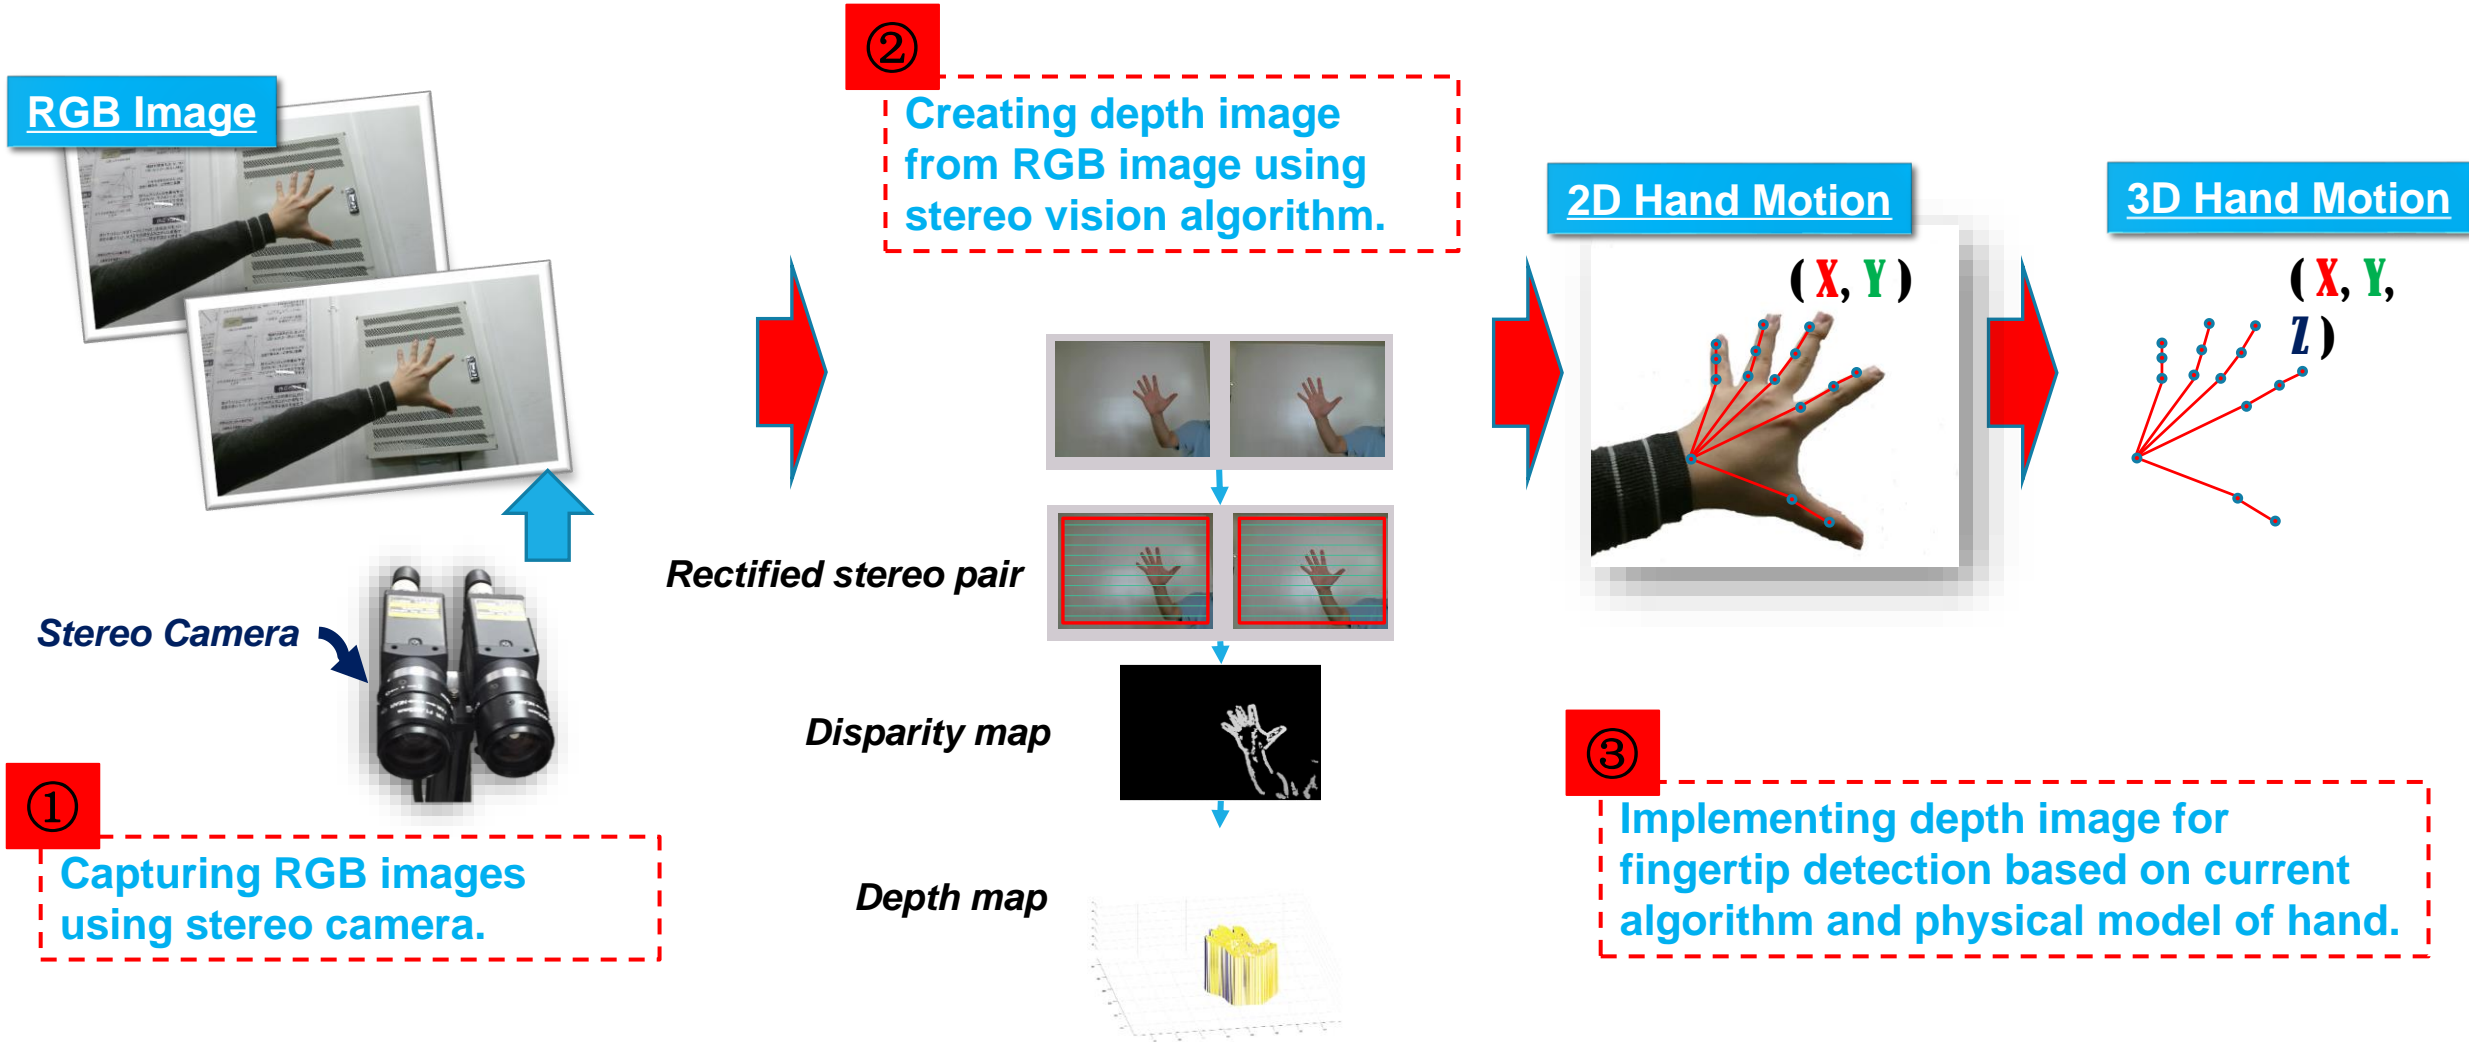 RGB Image
Stereo Camera
①
Capturing RGB images
using stereo camera.
②
Creating depth image
from RGB image using
stereo vision algorithm.
Rectified stereo pair
Disparity map
Depth map
2D Hand Motion
( X, Y )
3D Hand Motion
( X, Y,
Z )
③
Implementing depth image for
fingertip detection based on current
algorithm and physical model of hand.